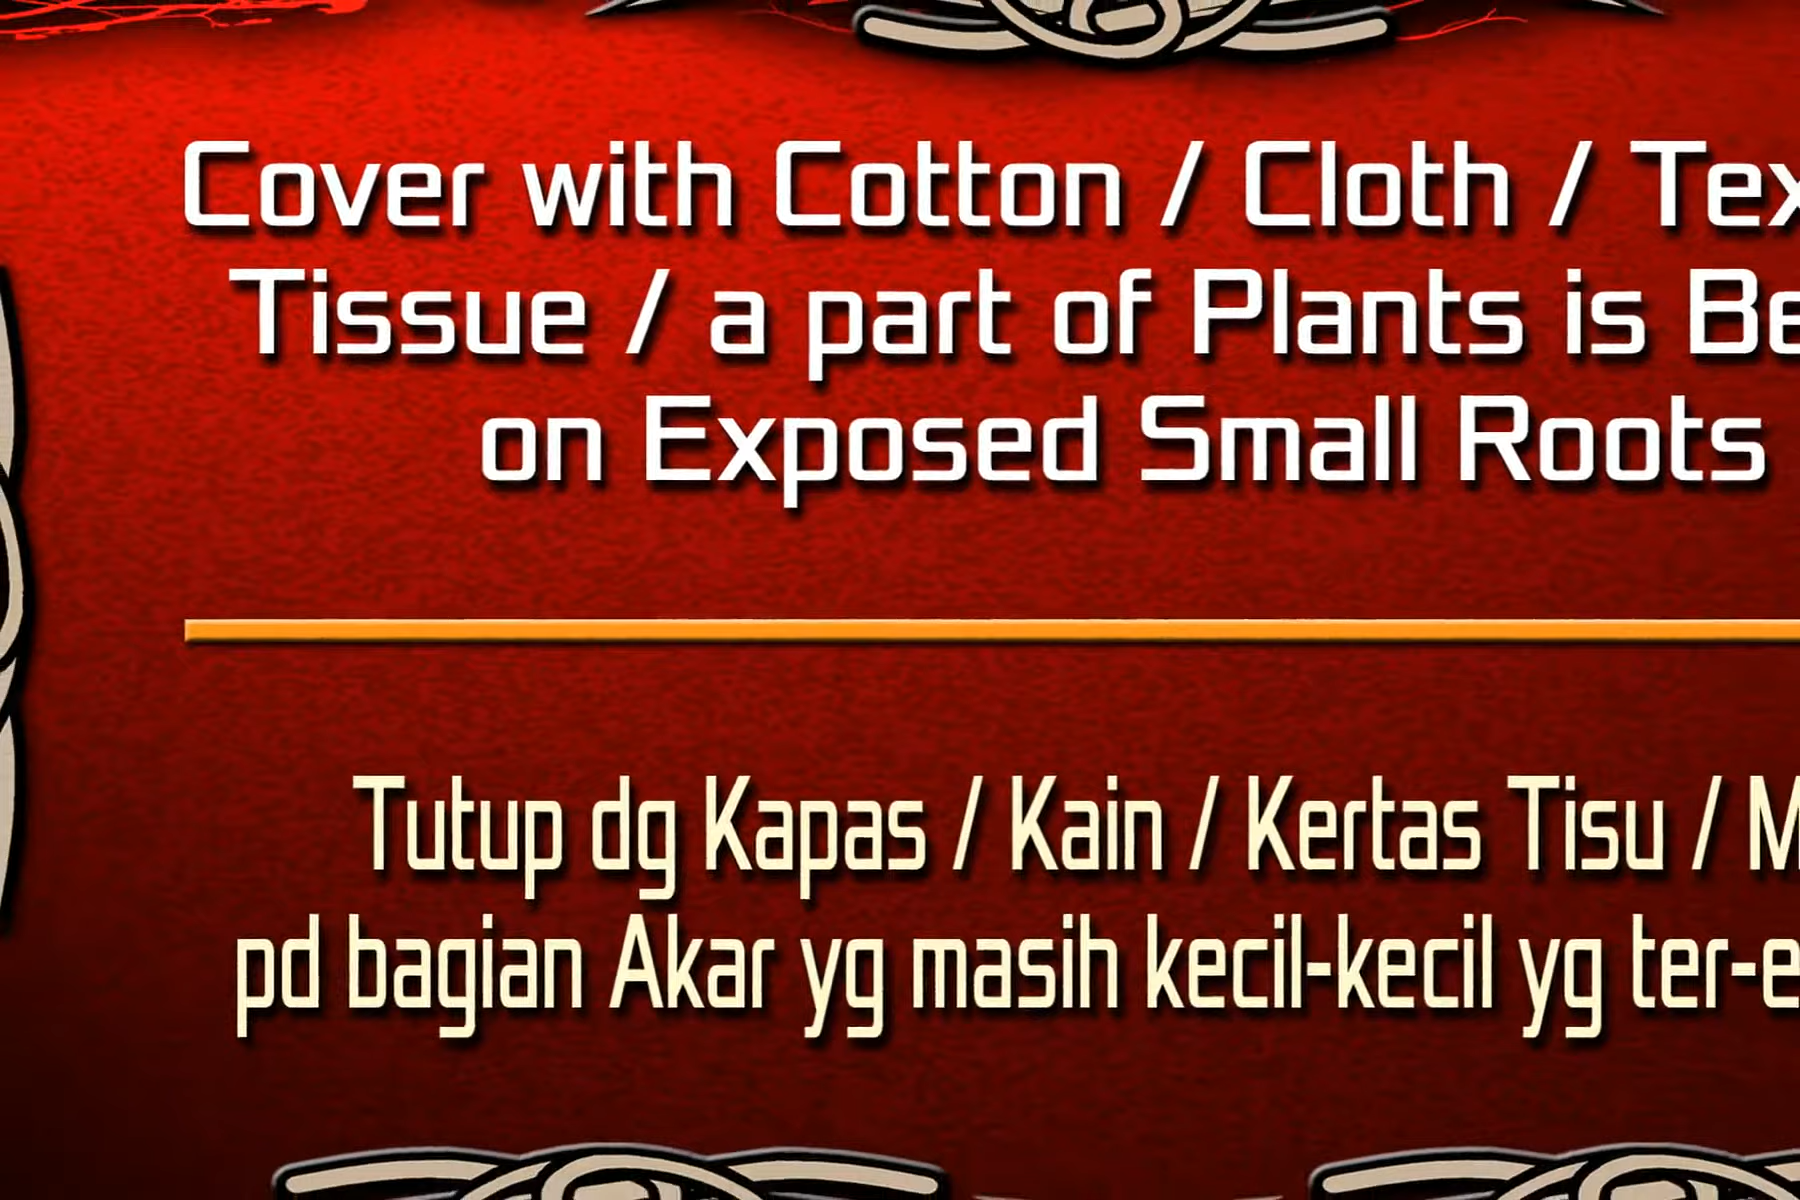 Cover with Cotton / Cloth / Tex
Tissue / a part of Plants is Be
on Exposed Small Roots
Tutup dg Kapas / Kain / Kertas Tisu / M
pd bagian Akar yg masih kecil-kecil yg ter-e